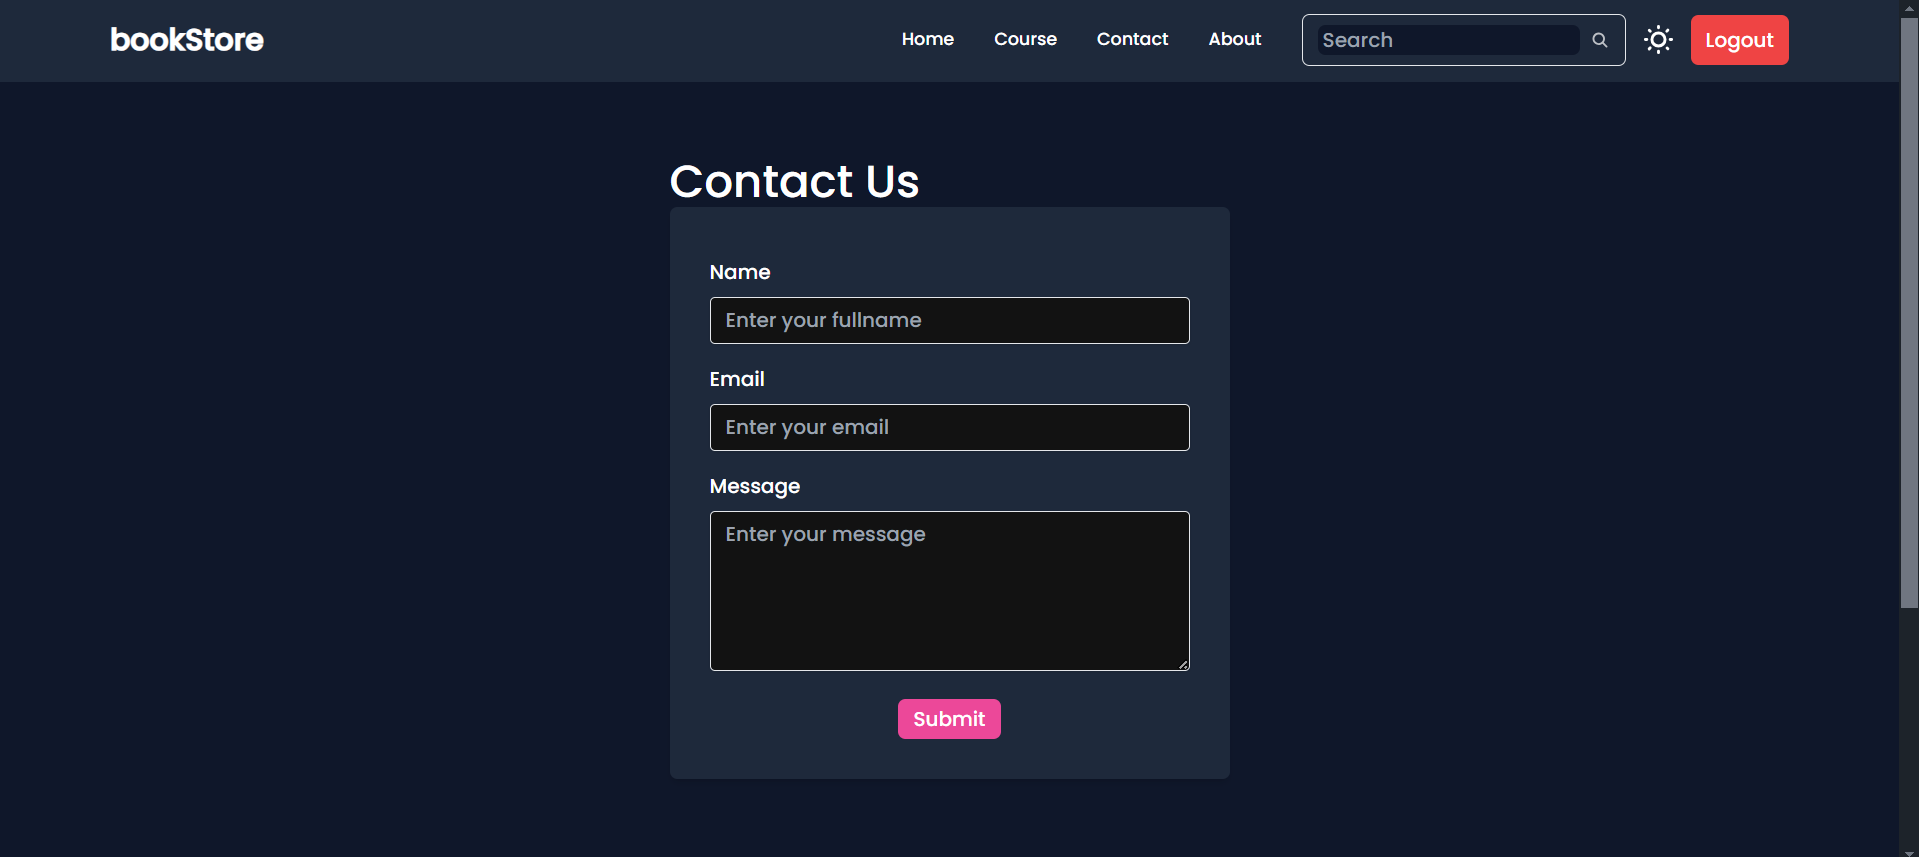 bookStore
Home Course Contact About Search Logout
Contact Us
Name
Enter your fullname
Email
Enter your email
Message
Enter your message
Submit